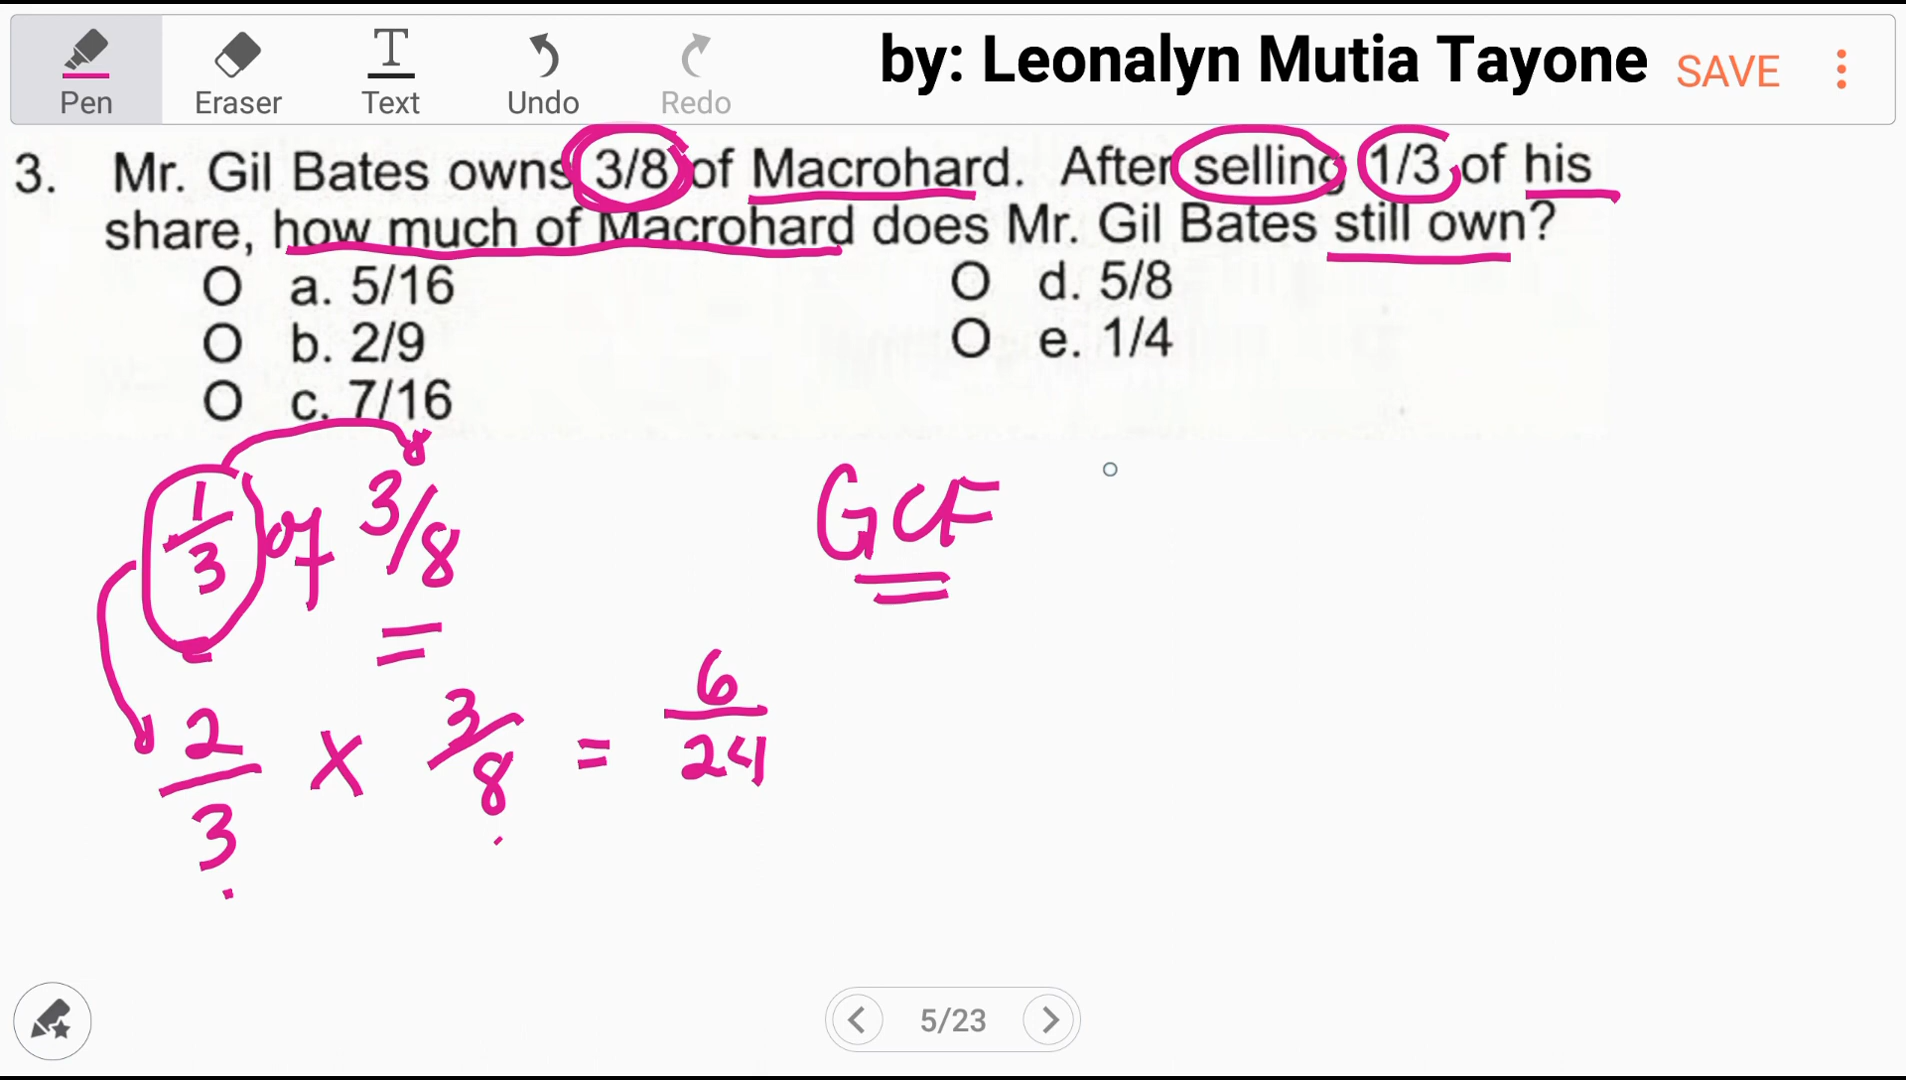 Pen Eraser Text Undo Redo by: Leonalyn Mutia Tayone SAVE
3. Mr. Gil Bates owns 3/8 of Macrohard. After selling 1/3 of his
share, how much of Macrohard does Mr. Gil Bates still own?
O a. 5/16 O d. 5/8
O b. 2/9 O e. 1/4
O c. 7/16
1/3 of 3/8 GCF
=
2/3 x 3/8 = 6/24
5/23